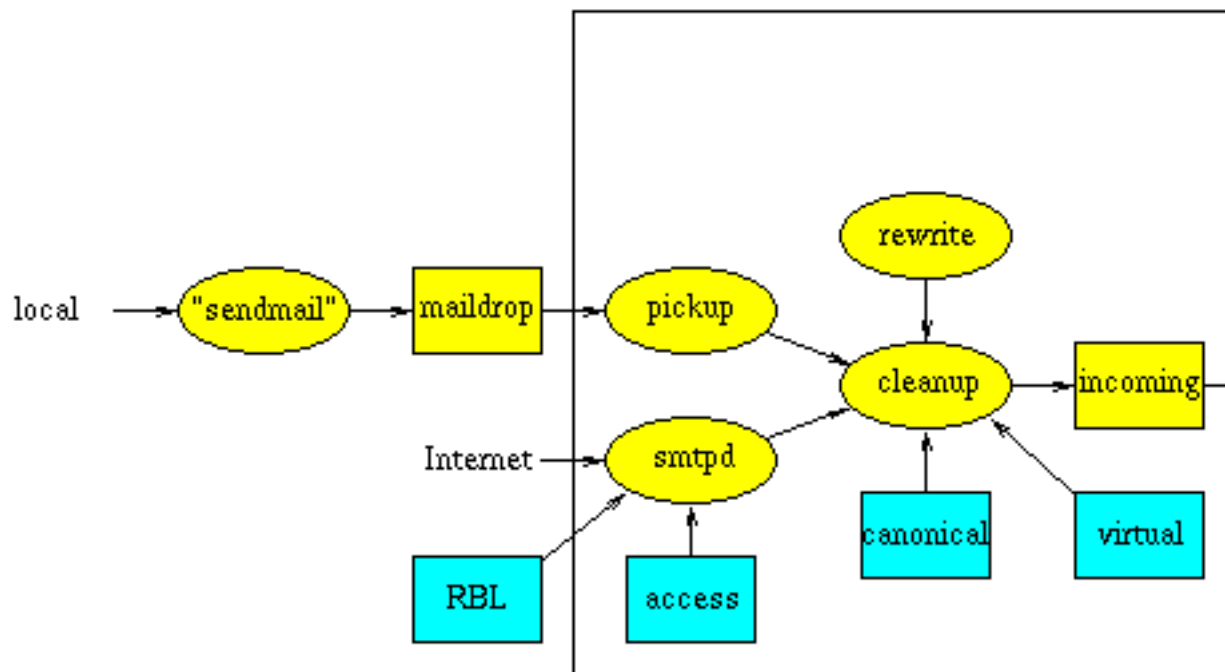 rewrite
local
"sendmail"
maildrop
pickup
cleanup
incoming
Internet
smtpd
canonical
virtual
RBL
access